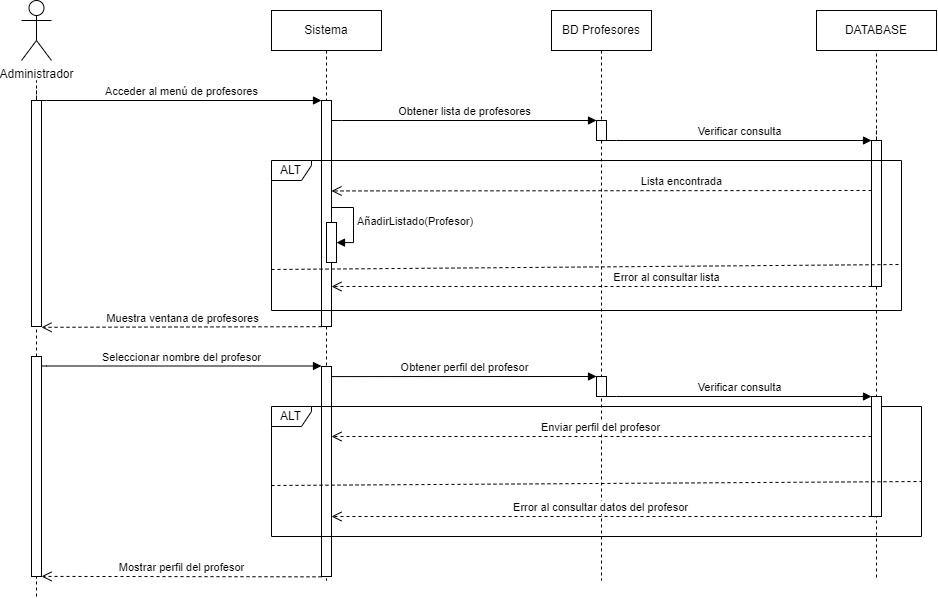 Sistema
BD Profesores
DATABASE
Administrador
Acceder al menú de profesores
Obtener lista de profesores
Verificar consulta
ALT
Lista encontrada
AñadirListado(Profesor)
Error al consultar lista
Muestra ventana de profesores
Seleccionar nombre del profesor
Obtener perfil del profesor
Verificar consulta
ALT
Enviar perfil del profesor
Error al consultar datos del profesor
Mostrar perfil del profesor